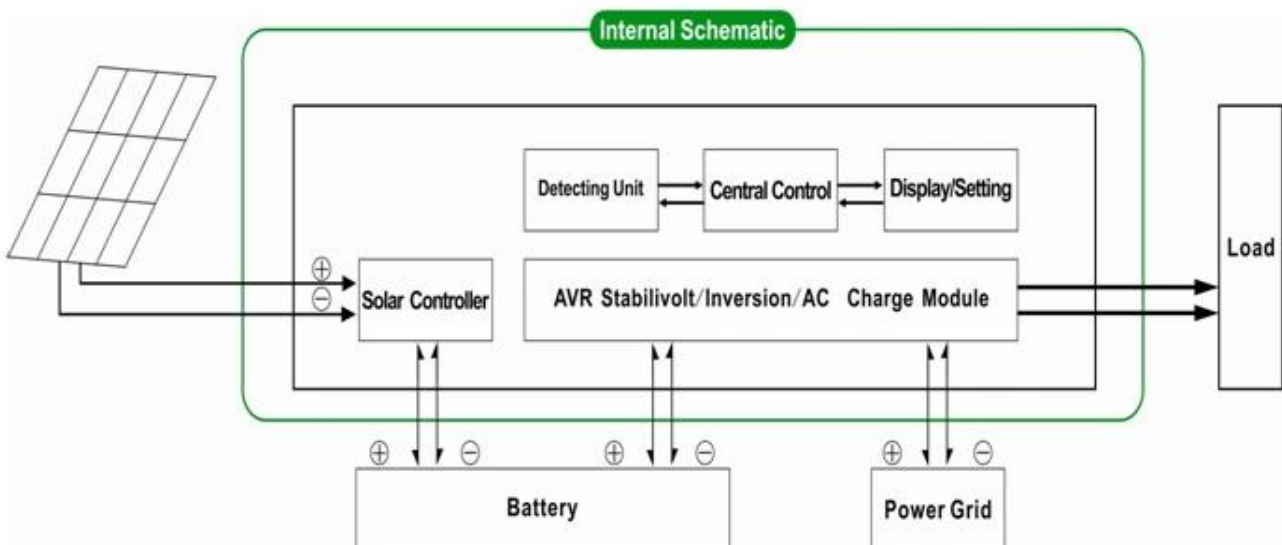 Internal Schematic
Detecting Unit
Central Control
Display/Setting
Load
⊕
⊖
Solar Controller
AVR Stabilivolt/Inversion/AC Charge Module
⊕ ⊖ ⊕ ⊖ ⊕ ⊖
Battery
Power Grid